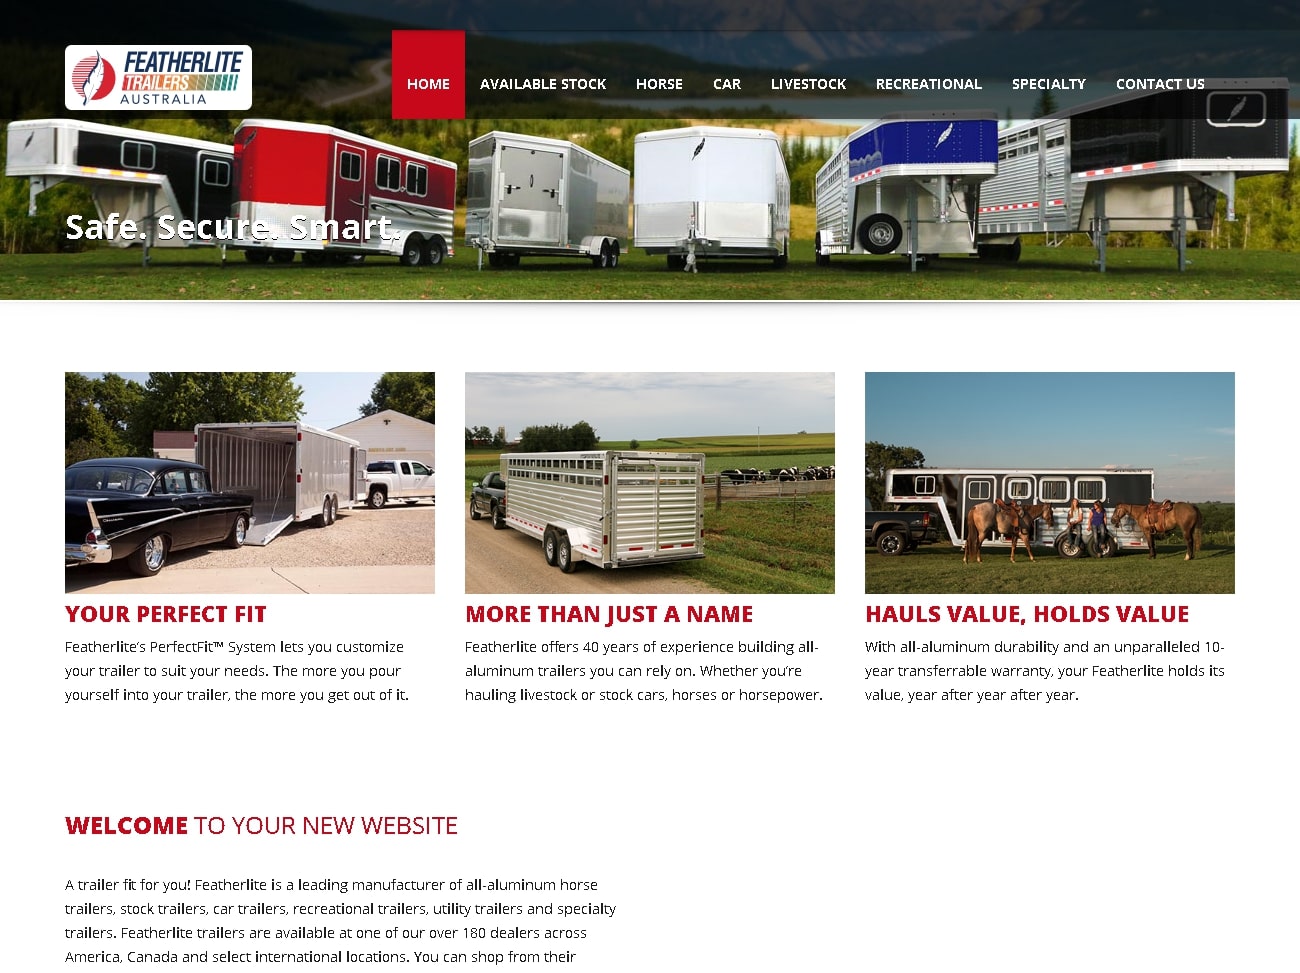 FEATHERLITE
TRAILERS
AUSTRALIA
HOME AVAILABLE STOCK HORSE CAR LIVESTOCK RECREATIONAL SPECIALTY CONTACT US
Safe. Secure. Smart.
YOUR PERFECT FIT
Featherlite’s PerfectFit™ System lets you customize
your trailer to suit your needs. The more you pour
yourself into your trailer, the more you get out of it.
MORE THAN JUST A NAME
Featherlite offers 40 years of experience building all-
aluminum trailers you can rely on. Whether you’re
hauling livestock or stock cars, horses or horsepower.
HAULS VALUE, HOLDS VALUE
With all-aluminum durability and an unparalleled 10-
year transferrable warranty, your Featherlite holds its
value, year after year after year.
WELCOME TO YOUR NEW WEBSITE
A trailer fit for you! Featherlite is a leading manufacturer of all-aluminum horse
trailers, stock trailers, car trailers, recreational trailers, utility trailers and specialty
trailers. Featherlite trailers are available at one of our over 180 dealers across
America, Canada and select international locations. You can shop from their